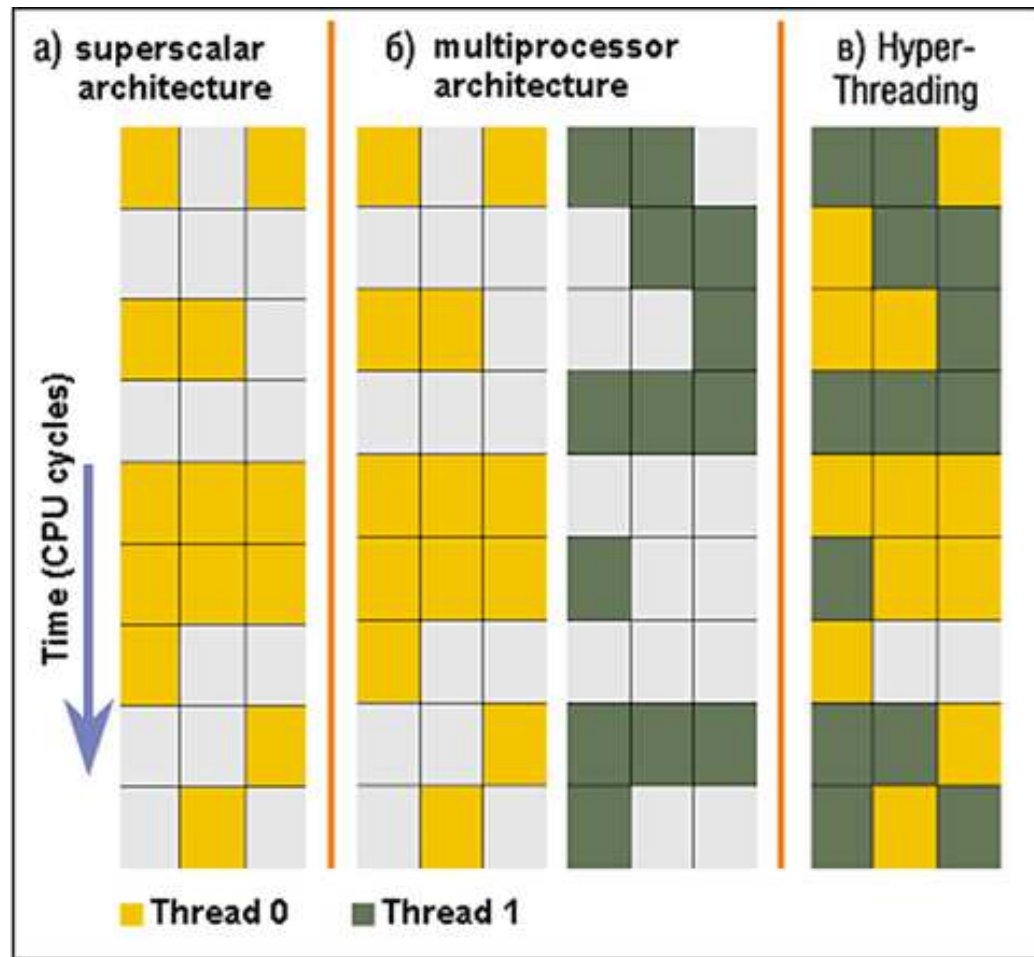 а) superscalar
architecture
б) multiprocessor
architecture
в) Hyper-
Threading
Time (CPU cycles)
Thread 0
Thread 1